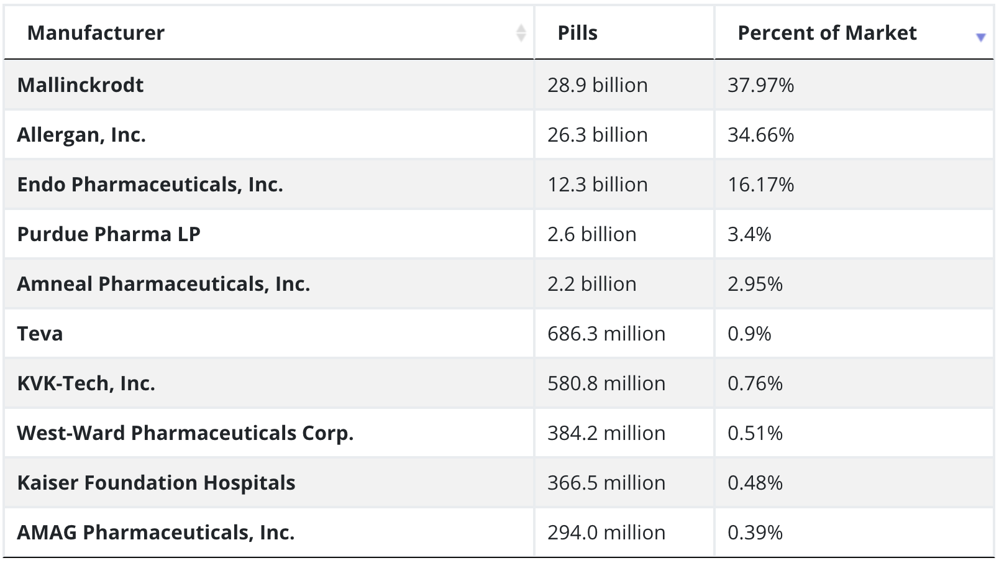 Manufacturer Pills Percent of Market
Mallinckrodt 28.9 billion 37.97%
Allergan, Inc. 26.3 billion 34.66%
Endo Pharmaceuticals, Inc. 12.3 billion 16.17%
Purdue Pharma LP 2.6 billion 3.4%
Amneal Pharmaceuticals, Inc. 2.2 billion 2.95%
Teva 686.3 million 0.9%
KVK-Tech, Inc. 580.8 million 0.76%
West-Ward Pharmaceuticals Corp. 384.2 million 0.51%
Kaiser Foundation Hospitals 366.5 million 0.48%
AMAG Pharmaceuticals, Inc. 294.0 million 0.39%